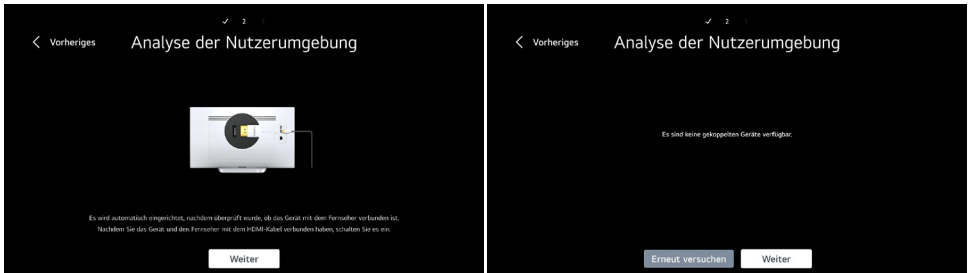 2
Vorheriges
Analyse der Nutzerumgebung
Es wird automatisch eingerichtet, nachdem überprüft wurde, ob das Gerät mit dem Fernseher verbunden ist.
Nachdem Sie das Gerät und den Fernseher mit dem HDMI-Kabel verbunden haben, schalten Sie es ein.
Weiter
2
Vorheriges
Analyse der Nutzerumgebung
Es sind keine gekoppelten Geräte verfügbar.
Erneut versuchen
Weiter